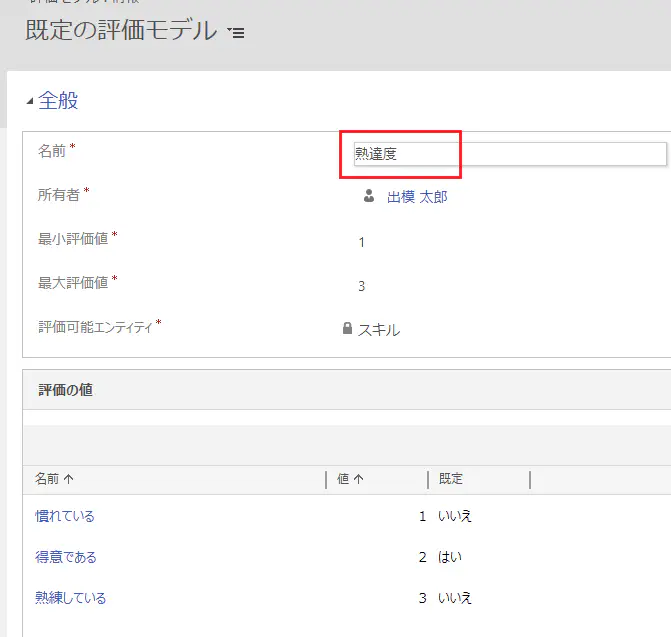 既定の評価モデル
全般
名前 * 熟達度
所有者 * 出模 太郎
最小評価値 * 1
最大評価値 * 3
評価可能エンティティ * スキル
評価の値
名前 ↑ 値 ↑ 既定
慣れている 1 いいえ
得意である 2 はい
熟練している 3 いいえ